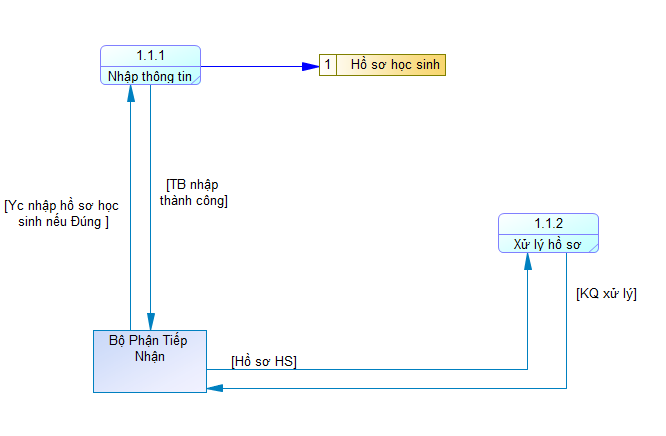 1.1.1
Nhập thông tin
1 Hồ sơ học sinh
[TB nhập
thành công]
[Yc nhập hồ sơ học
sinh nếu Đúng ]
1.1.2
Xử lý hồ sơ
[KQ xử lý]
Bộ Phận Tiếp
Nhận
[Hồ sơ HS]